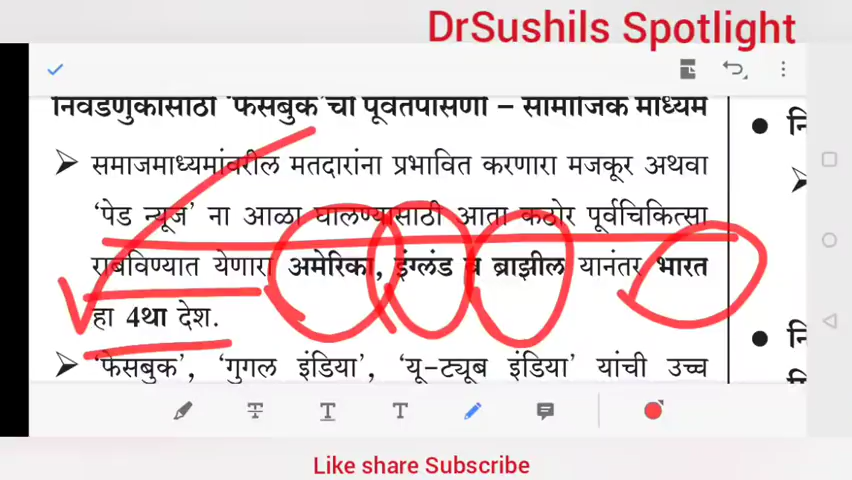 DrSushils Spotlight
निवडणुकांसाठी 'फेसबुक'ची पूर्वतपासणी – सामाजिक माध्यम
➤ समाजमाध्यमांवरील मतदारांना प्रभावित करणारा मजकूर अथवा
'पेड न्यूज' ना आळा घालण्यासाठी आता कठोर पूर्वचिकित्सा
राबविण्यात येणारा अमेरिका, इंग्लंड व ब्राझील यानंतर भारत
हा 4था देश.
➤ 'फेसबुक', 'गुगल इंडिया', 'यू-ट्यूब इंडिया' यांची उच्च
Like share Subscribe